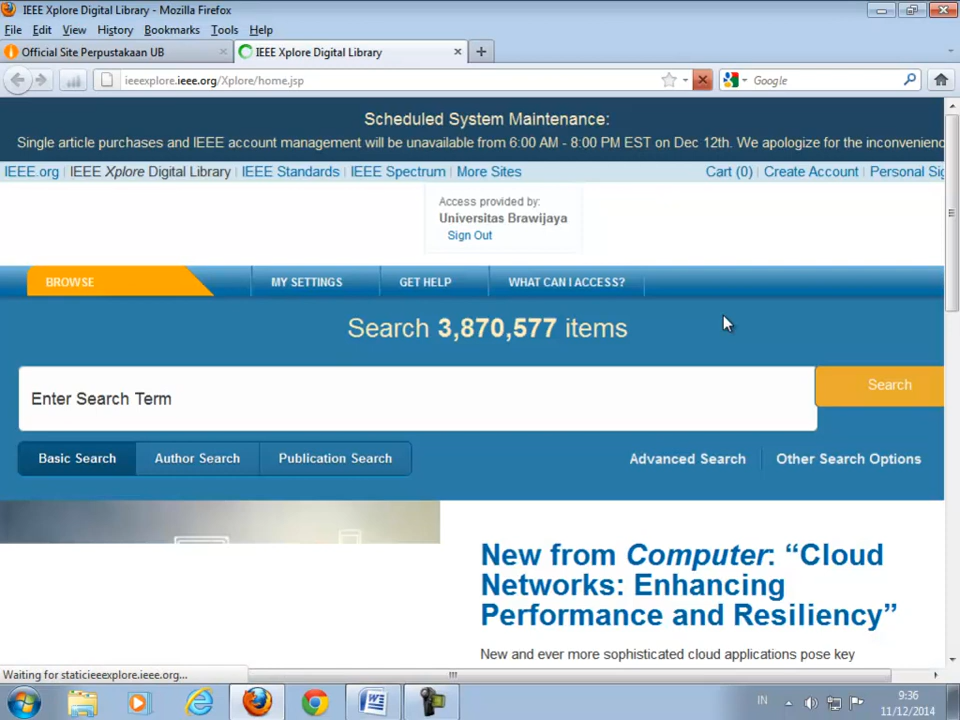 IEEE Xplore Digital Library - Mozilla Firefox
File Edit View History Bookmarks Tools Help
Official Site Perpustakaan UB
IEEE Xplore Digital Library
ieeexplore.ieee.org/Xplore/home.jsp
Google
Scheduled System Maintenance:
Single article purchases and IEEE account management will be unavailable from 6:00 AM - 8:00 PM EST on Dec 12th. We apologize for the inconvenienc
IEEE.org IEEE Xplore Digital Library IEEE Standards IEEE Spectrum More Sites
Cart (0) Create Account Personal Sig
Access provided by:
Universitas Brawijaya
Sign Out
BROWSE MY SETTINGS GET HELP WHAT CAN I ACCESS?
Search 3,870,577 items
Enter Search Term
Search
Basic Search Author Search Publication Search Advanced Search Other Search Options
New from Computer: “Cloud
Networks: Enhancing
Performance and Resiliency”
New and ever more sophisticated cloud applications pose key
Waiting for staticieeexplore.ieee.org...
IN
9:36
11/12/2014